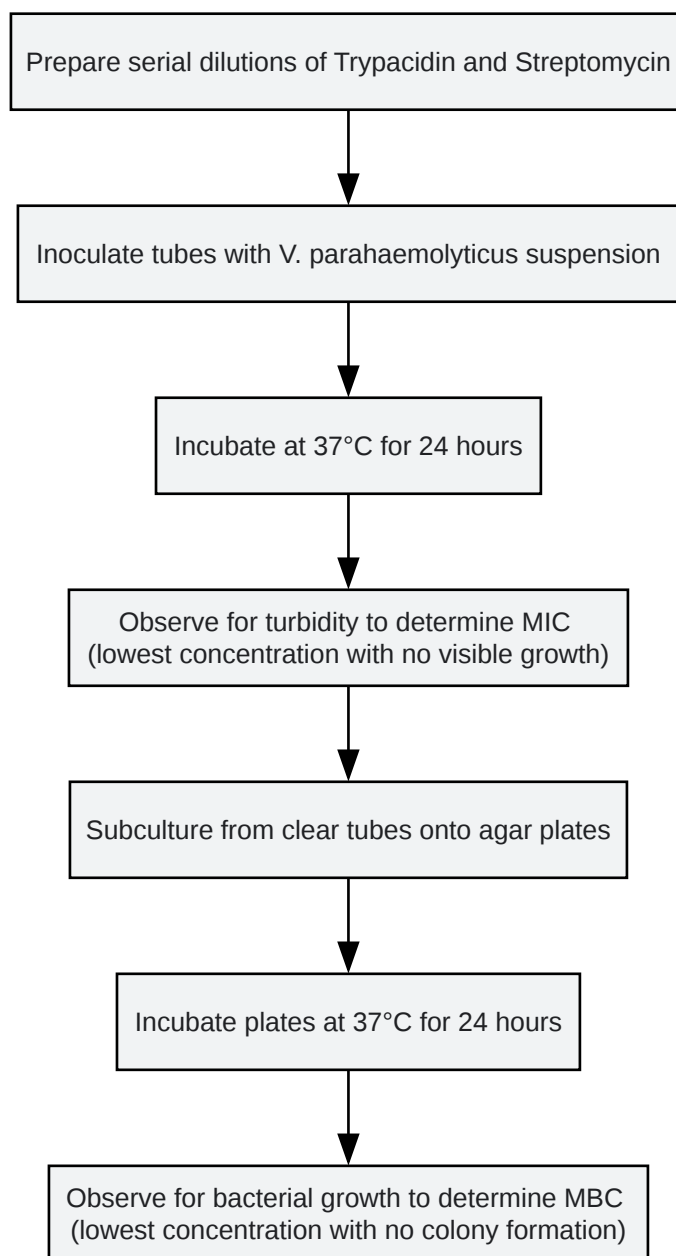 Prepare serial dilutions of Trypacidin and Streptomycin
Inoculate tubes with V. parahaemolyticus suspension
Incubate at 37°C for 24 hours
Observe for turbidity to determine MIC
(lowest concentration with no visible growth)
Subculture from clear tubes onto agar plates
Incubate plates at 37°C for 24 hours
Observe for bacterial growth to determine MBC
(lowest concentration with no colony formation)